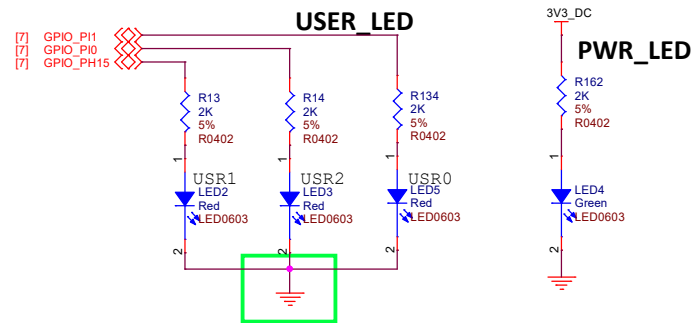 USER_LED
3V3_DC
[7] GPIO_PI1
[7] GPIO_PI0
[7] GPIO_PH15
PWR_LED
R13
2K
5%
R0402
R14
2K
5%
R0402
R134
2K
5%
R0402
R162
2K
5%
R0402
1
1
1
1
USR1
LED2
Red
LED0603
USR2
LED3
Red
LED0603
USR0
LED5
Red
LED0603
LED4
Green
LED0603
2
2
2
2